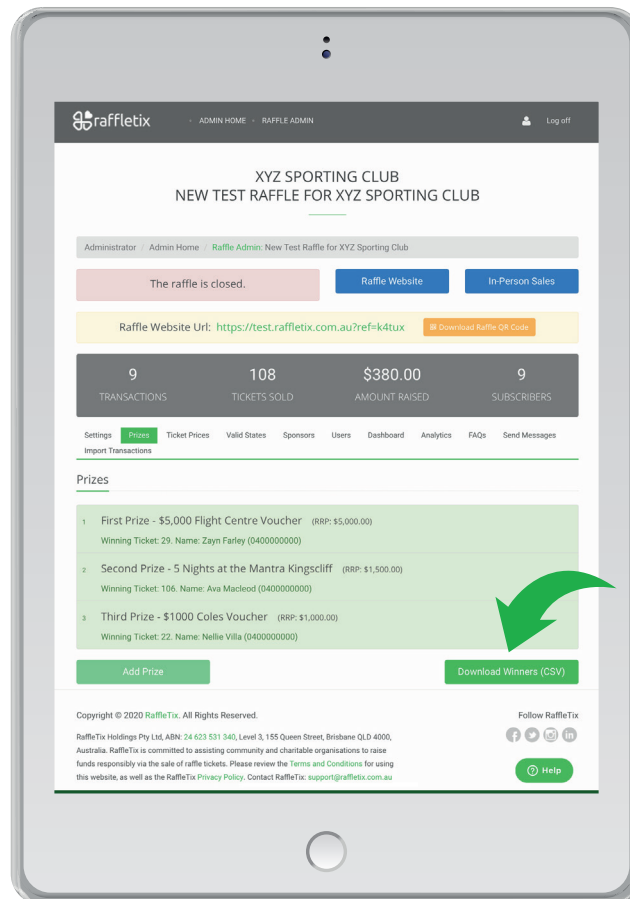 raffletix
ADMIN HOME
RAFFLE ADMIN
Log off
XYZ SPORTING CLUB
NEW TEST RAFFLE FOR XYZ SPORTING CLUB
Administrator / Admin Home / Raffle Admin: New Test Raffle for XYZ Sporting Club
The raffle is closed.
Raffle Website
In-Person Sales
Raffle Website Url: https://test.raffletix.com.au?ref=k4tux
Download Raffle QR Code
9 108 $380.00 9
TRANSACTIONS TICKETS SOLD AMOUNT RAISED SUBSCRIBERS
Settings Prizes Ticket Prices Valid States Sponsors Users Dashboard Analytics FAQs Send Messages
Import Transactions
Prizes
1 First Prize - $5,000 Flight Centre Voucher (RRP: $5,000.00)
Winning Ticket: 29. Name: Zayn Farley (0400000000)
2 Second Prize - 5 Nights at the Mantra Kingscliff (RRP: $1,500.00)
Winning Ticket: 106. Name: Ava Macleod (0400000000)
3 Third Prize - $1000 Coles Voucher (RRP: $1,000.00)
Winning Ticket: 22. Name: Nellie Villa (0400000000)
Add Prize
Download Winners (CSV)
Copyright © 2020 RaffleTix. All Rights Reserved.
Follow RaffleTix
RaffleTix Holdings Pty Ltd, ABN: 24 623 531 340, Level 3, 155 Queen Street, Brisbane QLD 4000,
Australia. RaffleTix is committed to assisting community and charitable organisations to raise
funds responsibly via the sale of raffle tickets. Please review the Terms and Conditions for using
this website, as well as the RaffleTix Privacy Policy. Contact RaffleTix: support@raffletix.com.au
Help